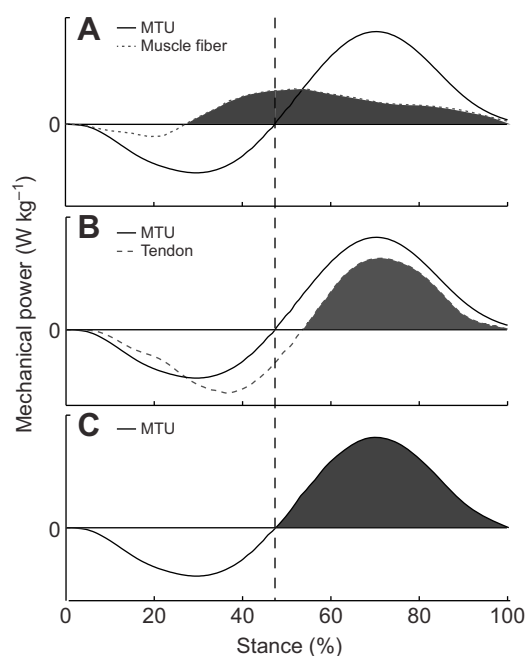 A
MTU
Muscle fiber
0
B
MTU
Tendon
0
C
MTU
0
Mechanical power (W kg⁻¹)
0 20 40 60 80 100
Stance (%)